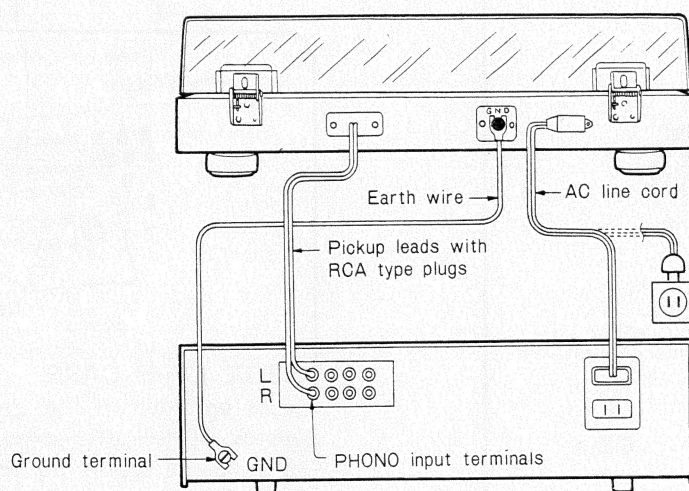 GND
Earth wire
AC line cord
Pickup leads with
RCA type plugs
L
R
Ground terminal
GND
PHONO input terminals